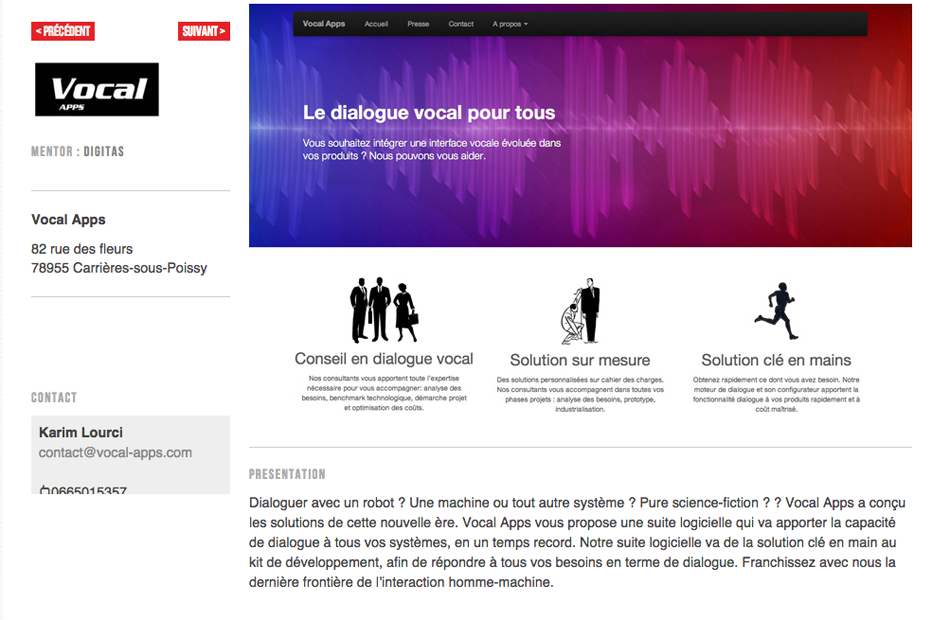 < PRÉCÉDENT
SUIVANT >
Vocal
APPS
MENTOR : DIGITAS
Vocal Apps
82 rue des fleurs
78955 Carrières-sous-Poissy
CONTACT
Karim Lourci
contact@vocal-apps.com
0665015357
Vocal Apps Accueil Presse Contact A propos
Le dialogue vocal pour tous
Vous souhaitez intégrer une interface vocale évoluée dans
vos produits ? Nous pouvons vous aider.
Conseil en dialogue vocal
Nos consultants vous apportent toute l'expertise
nécessaire pour vous accompagner: analyse des
besoins, benchmark technologique, démarche projet
et optimisation des coûts.
Solution sur mesure
Des solutions personnalisées sur cahier des charges.
Nos consultants vous accompagnent dans toutes vos
phases projets : analyse des besoins, prototype,
industrialisation.
Solution clé en mains
Obtenez rapidement ce dont vous avez besoin. Notre
moteur de dialogue et son configurateur apportent la
fonctionnalité dialogue à vos produits rapidement et à
coût maîtrisé.
PRESENTATION
Dialoguer avec un robot ? Une machine ou tout autre système ? Pure science-fiction ? ? Vocal Apps a conçu
les solutions de cette nouvelle ère. Vocal Apps vous propose une suite logicielle qui va apporter la capacité
de dialogue à tous vos systèmes, en un temps record. Notre suite logicielle va de la solution clé en main au
kit de développement, afin de répondre à tous vos besoins en terme de dialogue. Franchissez avec nous la
dernière frontière de l'interaction homme-machine.